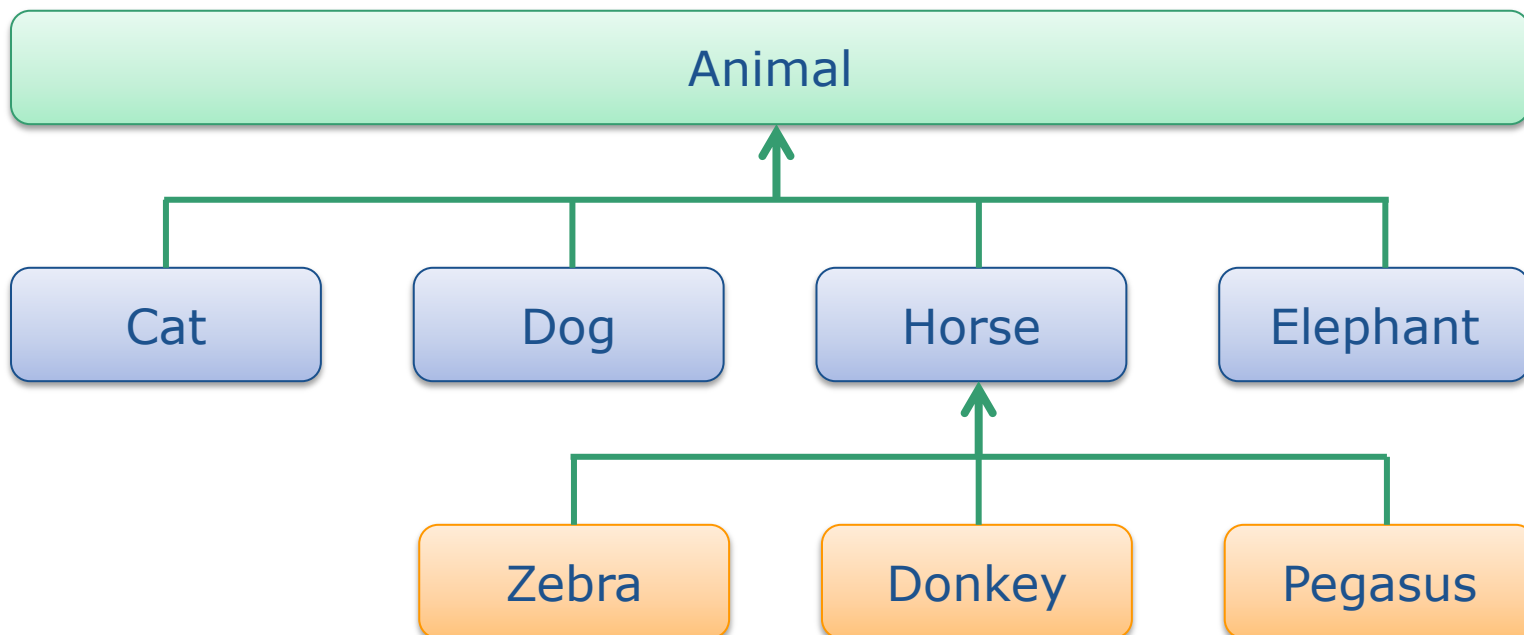 Animal
Cat
Dog
Horse
Elephant
Zebra
Donkey
Pegasus